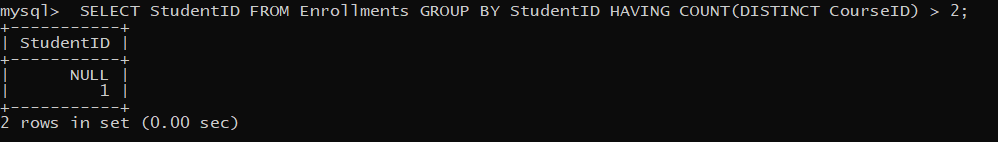 mysql>  SELECT StudentID FROM Enrollments GROUP BY StudentID HAVING COUNT(DISTINCT CourseID) > 2;
+-----------+
| StudentID |
+-----------+
|      NULL |
|         1 |
+-----------+
2 rows in set (0.00 sec)